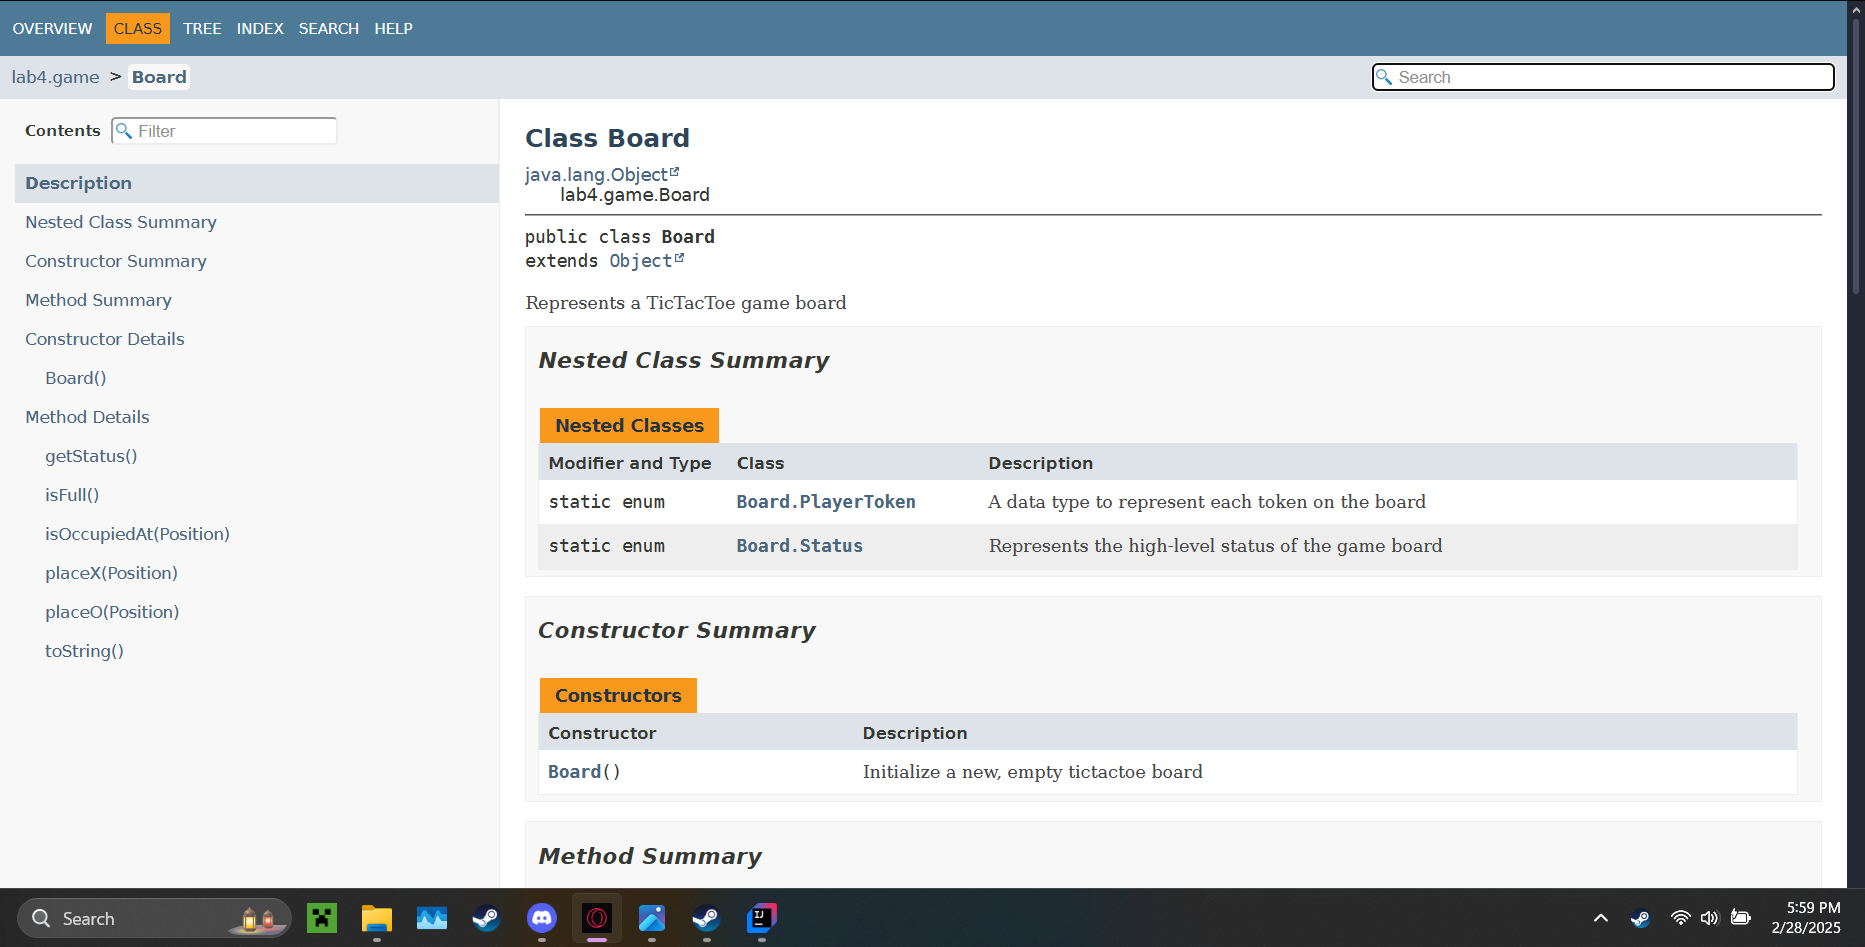 OVERVIEW CLASS TREE INDEX SEARCH HELP
lab4.game > Board
Search
Contents
Filter
Description
Nested Class Summary
Constructor Summary
Method Summary
Constructor Details
Board()
Method Details
getStatus()
isFull()
isOccupiedAt(Position)
placeX(Position)
placeO(Position)
toString()
Class Board
java.lang.Object
lab4.game.Board
public class Board
extends Object
Represents a TicTacToe game board
Nested Class Summary
Nested Classes
Modifier and Type Class Description
static enum Board.PlayerToken A data type to represent each token on the board
static enum Board.Status Represents the high-level status of the game board
Constructor Summary
Constructors
Constructor Description
Board() Initialize a new, empty tictactoe board
Method Summary
Search
IJ
5:59 PM
2/28/2025